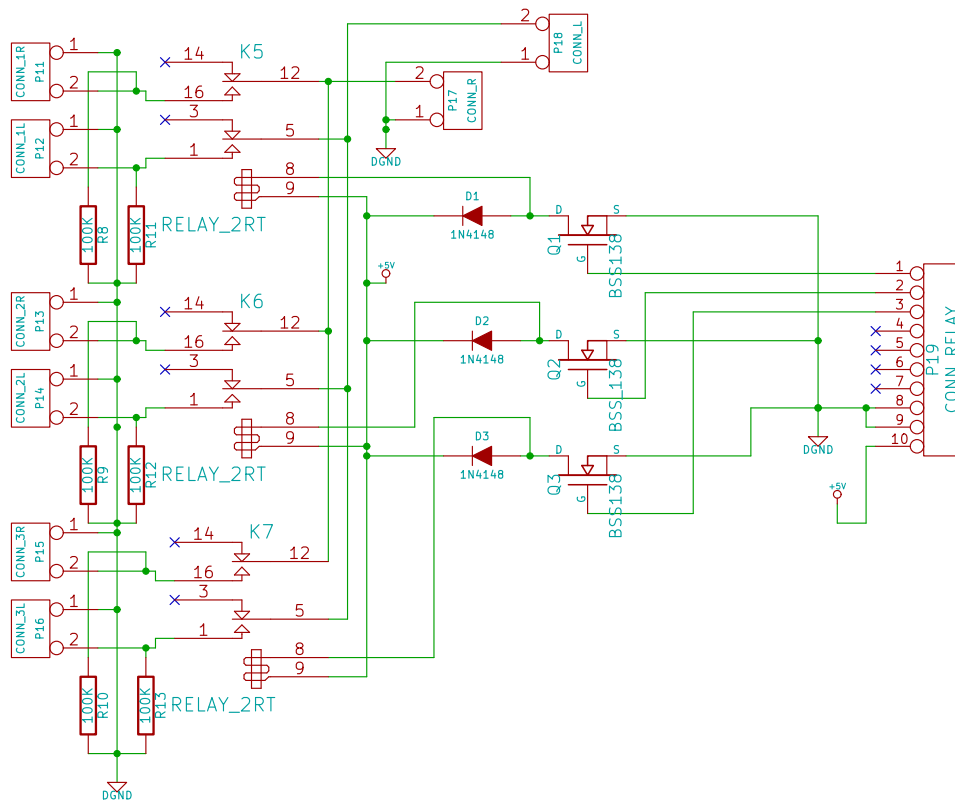 2
P18
CONN_L
1
CONN_1R
P11
1
2
14
K5
12
16
2
P17
CONN_R
1
DGND
3
5
1
CONN_1L
P12
1
2
8
9
RELAY_2RT
100K
R8
100K
R11
D1
1N4148
D
S
G
Q1
BSS138
+5V
CONN_2R
P13
1
2
14
K6
12
16
3
5
1
CONN_2L
P14
1
2
8
9
RELAY_2RT
100K
R9
100K
R12
D2
1N4148
D
S
G
Q2
BSS_138
D3
1N4148
D
S
G
Q3
BSS138
1
2
3
4
5
6
7
8
9
10
P19
CONN_RELAY
DGND
+5V
CONN_3R
P15
1
2
14
K7
12
16
3
5
1
CONN_3L
P16
1
2
8
9
RELAY_2RT
100K
R10
100K
R13
DGND